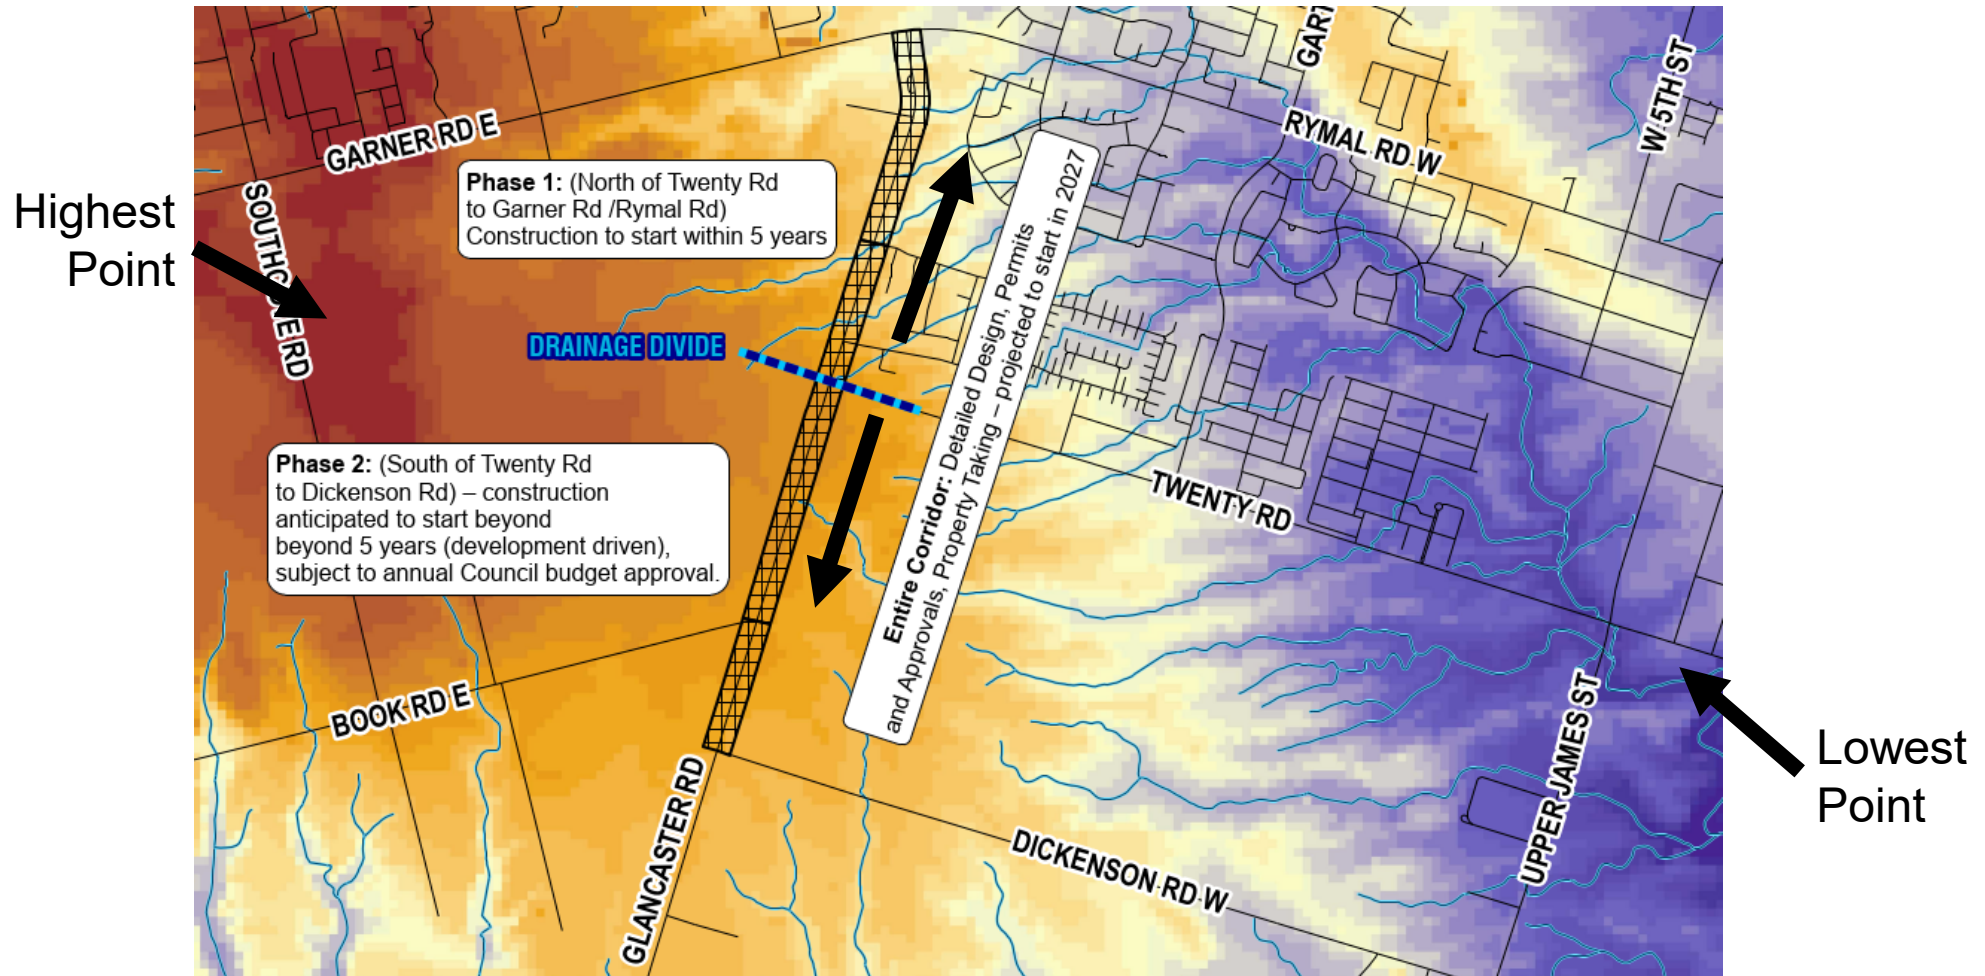 GART
W 5TH ST
RYMAL RD W
GARNER RD E
Highest
Point
SOUTHCOTE RD
Phase 1: (North of Twenty Rd
to Garner Rd /Rymal Rd)
Construction to start within 5 years
DRAINAGE DIVIDE
Entire Corridor: Detailed Design, Permits
and Approvals, Property Taking – projected to start in 2027
Phase 2: (South of Twenty Rd
to Dickenson Rd) – construction
anticipated to start beyond
beyond 5 years (development driven),
subject to annual Council budget approval.
TWENTY RD
BOOK RD E
GLANCASTER RD
DICKENSON RD W
UPPER JAMES ST
Lowest
Point